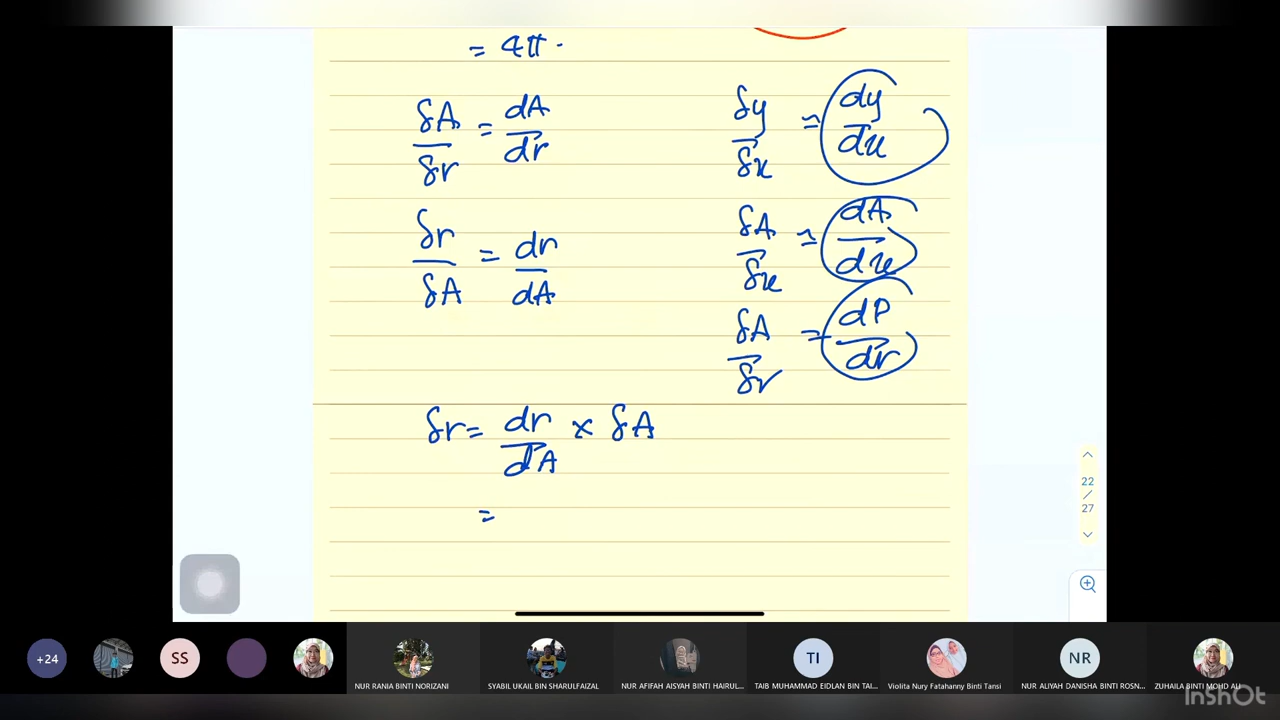 = 4π.
δA/δr = dA/dr
δy/δx ≈ dy/dx
δr/δA = dr/dA
δA/δx ≈ dA/dx
δA/δr ≈ dP/dr
δr = dr/dA × δA
=
22
/
27
+24
SS
TI
NR
NUR RANIA BINTI NORIZANI
SYABIL UKAIL BIN SHARULFAIZAL
NUR AFIFAH AISYAH BINTI HAIRUL...
TAIB MUHAMMAD EIDLAN BIN TAI...
Violita Nury Fatahanny Binti Tansi
NUR ALIYAH DANISHA BINTI ROSN...
ZUHAILA BINTI MOHD ALI
InShOt